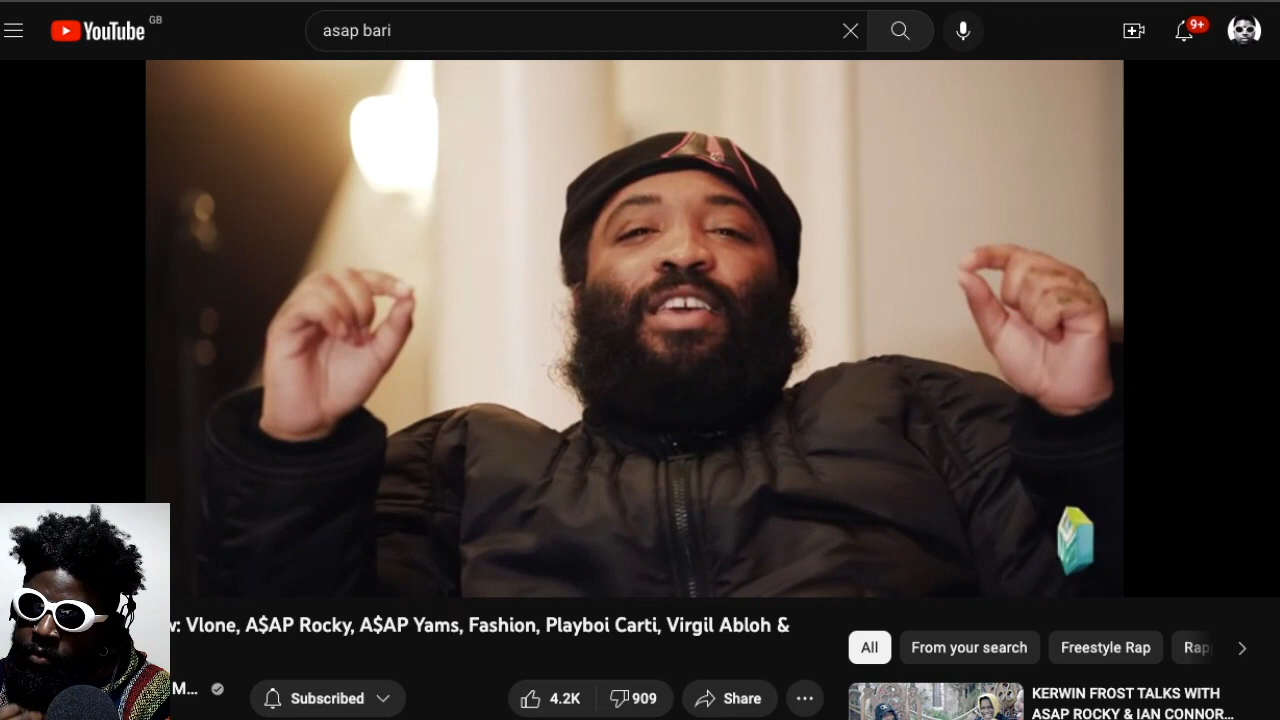 YouTube GB
asap bari
9+
w: Vlone, A$AP Rocky, A$AP Yams, Fashion, Playboi Carti, Virgil Abloh &
M...
Subscribed
4.2K
909
Share
All
From your search
Freestyle Rap
Rap
KERWIN FROST TALKS WITH
ASAP ROCKY & IAN CONNOR...